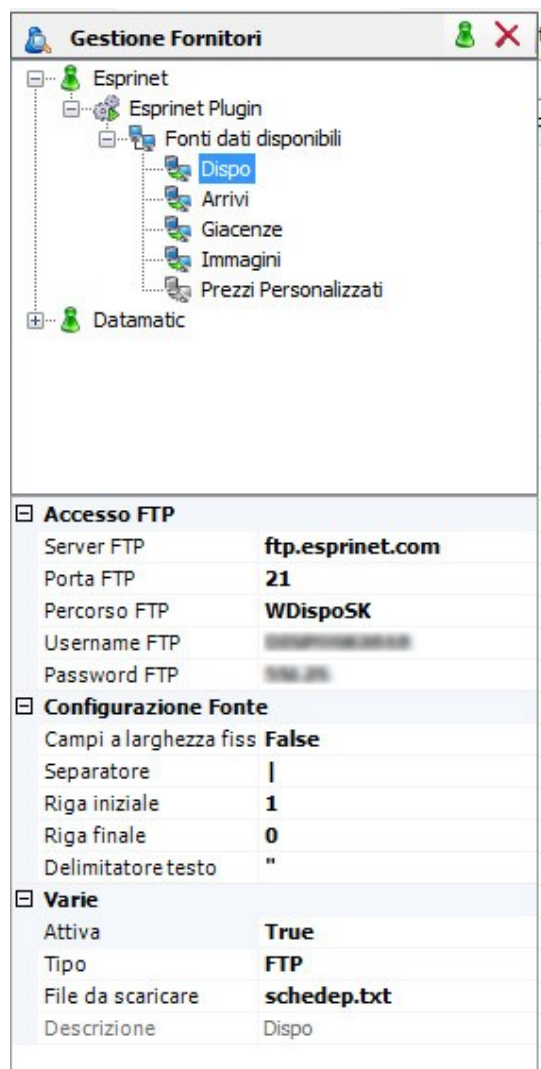 Gestione Fornitori
Esprinet
Esprinet Plugin
Fonti dati disponibili
Dispo
Arrivi
Giacenze
Immagini
Prezzi Personalizzati
Datamatic
Accesso FTP
Server FTP ftp.esprinet.com
Porta FTP 21
Percorso FTP WDispoSK
Username FTP
Password FTP
Configurazione Fonte
Campi a larghezza fiss False
Separatore |
Riga iniziale 1
Riga finale 0
Delimitatore testo "
Varie
Attiva True
Tipo FTP
File da scaricare schedep.txt
Descrizione Dispo